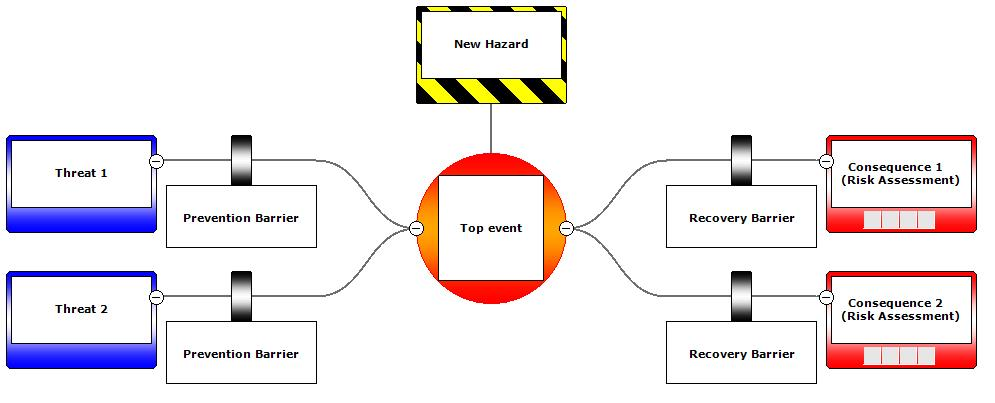 New Hazard
Threat 1
Prevention Barrier
Top event
Recovery Barrier
Consequence 1
(Risk Assessment)
Threat 2
Prevention Barrier
Recovery Barrier
Consequence 2
(Risk Assessment)